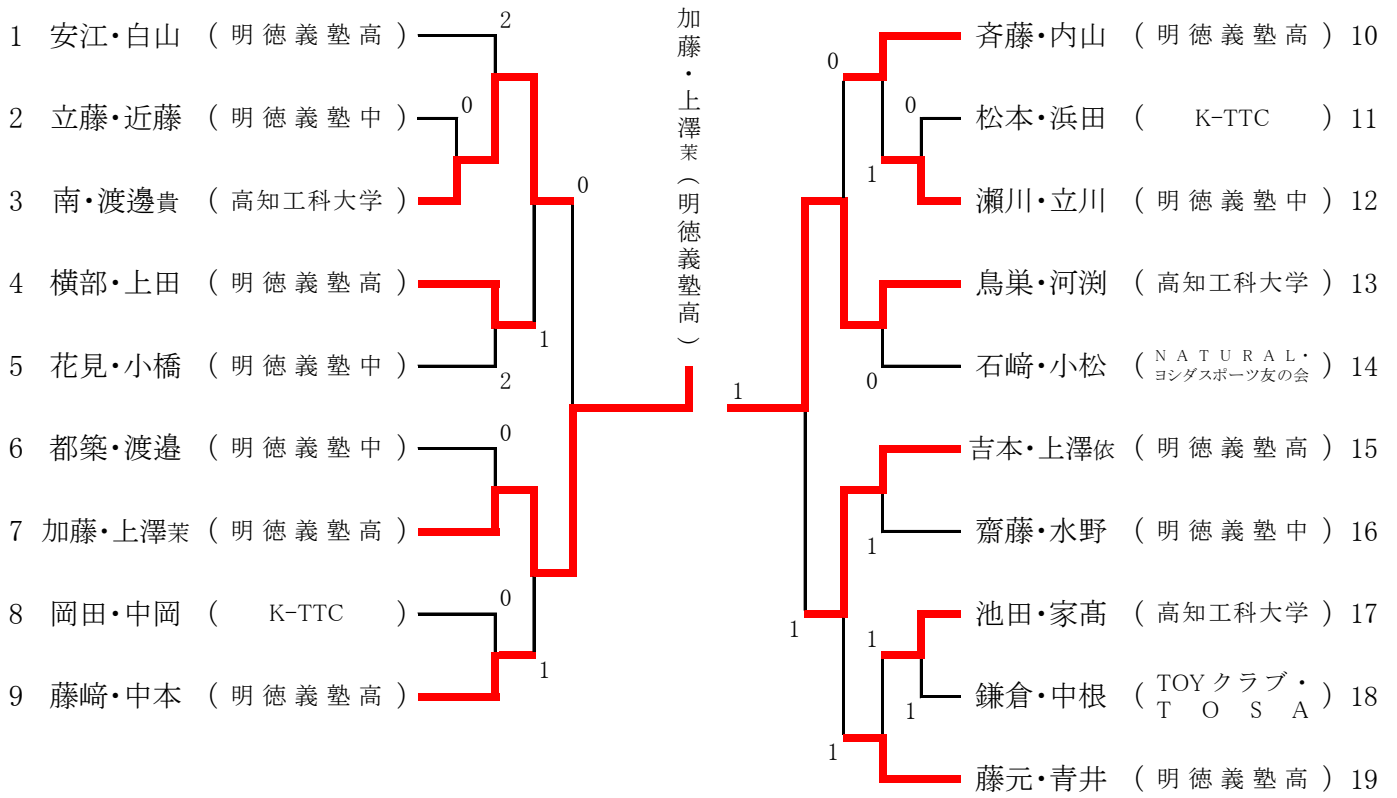 1 安江・白山 ( 明徳義塾高 ) 2
2 立藤・近藤 ( 明徳義塾中 ) 0
3 南・渡邊貴 ( 高知工科大学 )
0
4 横部・上田 ( 明徳義塾高 )
1
5 花見・小橋 ( 明徳義塾中 ) 2
6 都築・渡邉 ( 明徳義塾中 ) 0
7 加藤・上澤茉 ( 明徳義塾高 )
8 岡田・中岡 ( K-TTC ) 0
1
9 藤﨑・中本 ( 明徳義塾高 )
加藤・上澤茉(明徳義塾高)
斉藤・内山 ( 明徳義塾高 ) 10
0
0 松本・浜田 ( K-TTC ) 11
1
瀨川・立川 ( 明徳義塾中 ) 12
鳥巣・河渕 ( 高知工科大学 ) 13
石﨑・小松 ( NATURAL・
ヨシダスポーツ友の会 ) 14
0
1
吉本・上澤依 ( 明徳義塾高 ) 15
齋藤・水野 ( 明徳義塾中 ) 16
1
池田・家髙 ( 高知工科大学 ) 17
1
1
鎌倉・中根 ( TOYクラブ・
TOSA ) 18
1
1
藤元・青井 ( 明徳義塾高 ) 19